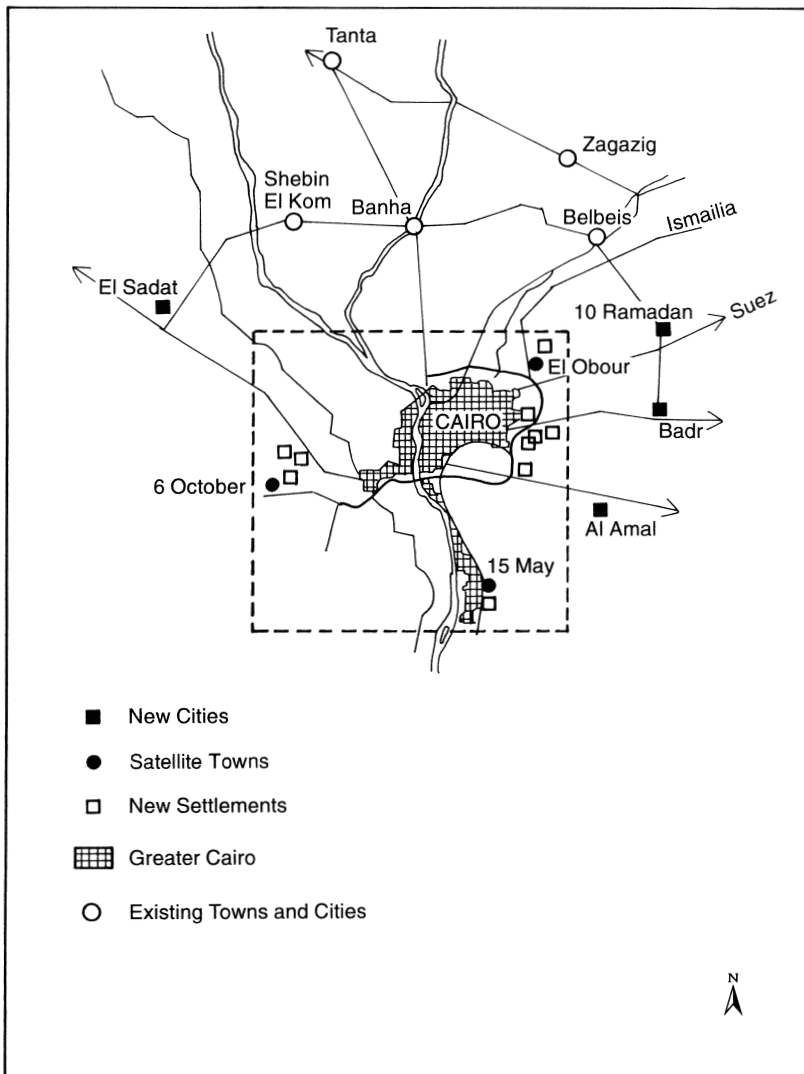 Tanta
Zagazig
Shebin
El Kom
Banha
Belbeis
Ismailia
El Sadat
10 Ramadan
Suez
El Obour
CAIRO
Badr
6 October
Al Amal
15 May
New Cities
Satellite Towns
New Settlements
Greater Cairo
Existing Towns and Cities
N